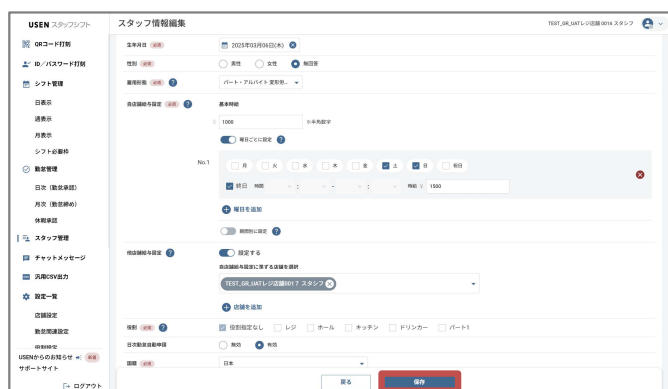 USEN スタッフシフト
スタッフ情報編集
TEST_GR_UATレジ店舗 0016 スタシフ
QRコード打刻
ID／パスワード打刻
シフト管理
日表示
週表示
月表示
シフト必要枠
勤怠管理
日次（勤怠承認）
月次（勤怠締め）
休暇承認
スタッフ管理
チャットメッセージ
汎用CSV出力
設定一覧
店舗設定
勤怠関連設定
役割設定
USENからのお知らせ 新着
サポートサイト
ログアウト
生年月日 必須 2025年03月06日(木)
性別 必須 男性 女性 無回答
雇用形態 必須 ? パート・アルバイト 変形労...
自店舗給与設定 必須 ? 基本時給
1000 ※半角数字
曜日ごとに設定 ?
No.1 月 火 水 木 金 土 日 祝日
終日 時間 : - : 時給 1500
曜日を追加
期間別に設定 ?
他店舗給与設定 ? 設定する
自店舗給与設定に準ずる店舗を選択
TEST_GR_UATレジ店舗0017 スタシフ
店舗を追加
役割 必須 ? 役割指定なし レジ ホール キッチン ドリンカー パート1
日次勤怠自動申請 無効 有効
国籍 必須 日本
戻る 保存